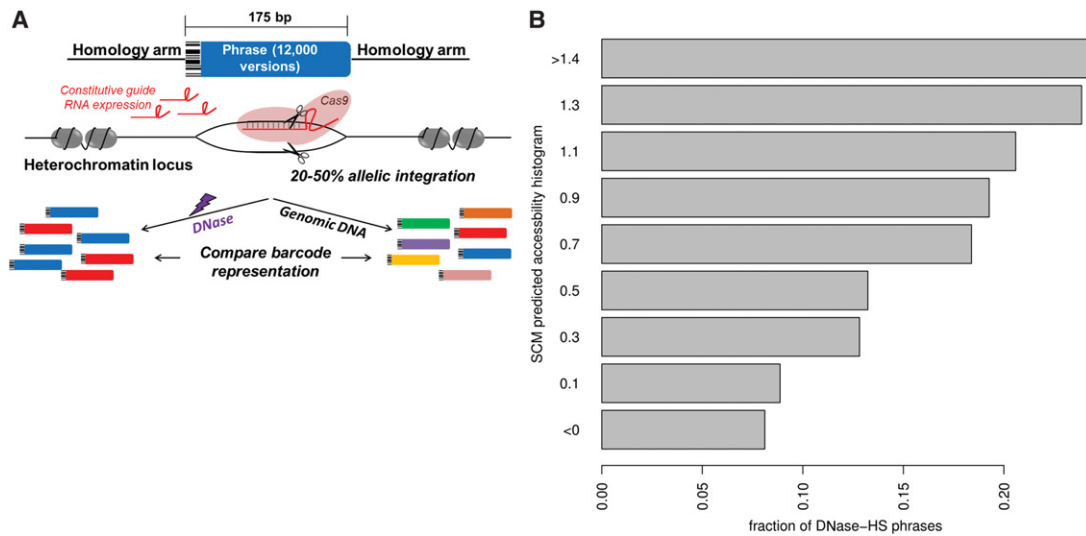 A
175 bp
Homology arm
Phrase (12,000
versions)
Homology arm
Constitutive guide
RNA expression
Cas9
Heterochromatin locus
20-50% allelic integration
DNase
Genomic DNA
Compare barcode
representation
B
SCM predicted accessbility histogram
>1.4
1.3
1.1
0.9
0.7
0.5
0.3
0.1
<0
0.00
0.05
0.10
0.15
0.20
fraction of DNase-HS phrases